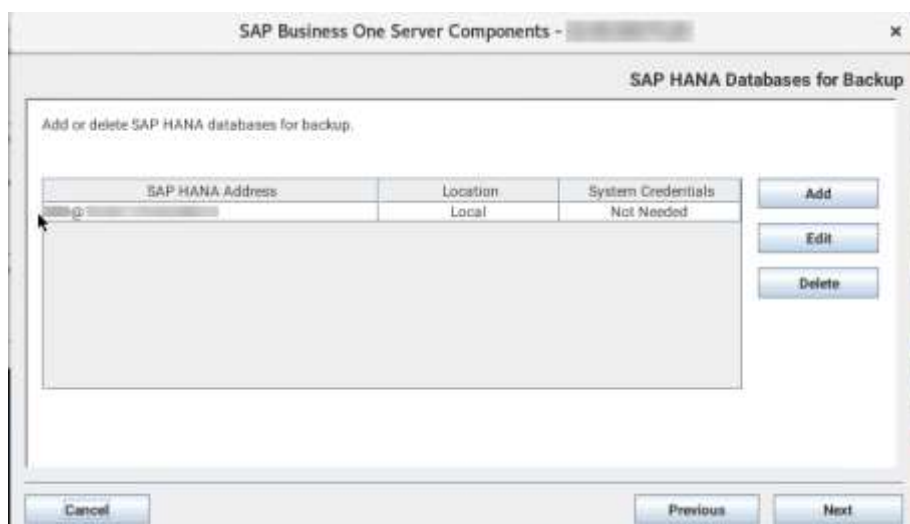 SAP Business One Server Components -
SAP HANA Databases for Backup
Add or delete SAP HANA databases for backup.
SAP HANA Address Location System Credentials
@ Local Not Needed
Add
Edit
Delete
Cancel Previous Next